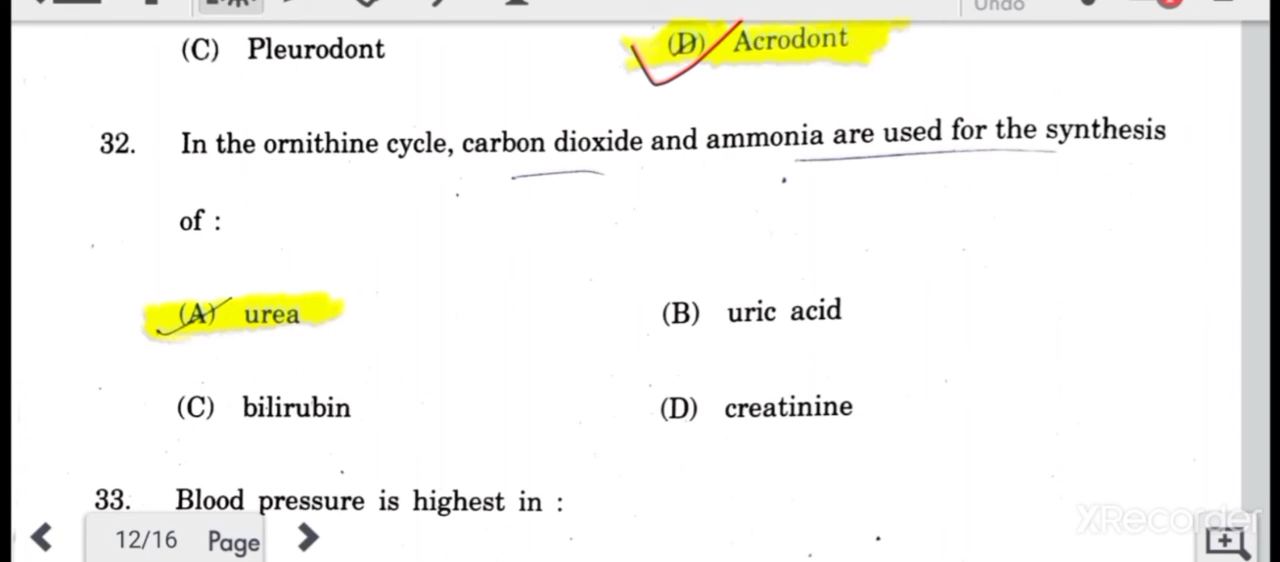 Undo
(C) Pleurodont (D) Acrodont
32. In the ornithine cycle, carbon dioxide and ammonia are used for the synthesis
of :
(A) urea (B) uric acid
(C) bilirubin (D) creatinine
33. Blood pressure is highest in :
12/16 Page
XRecorder